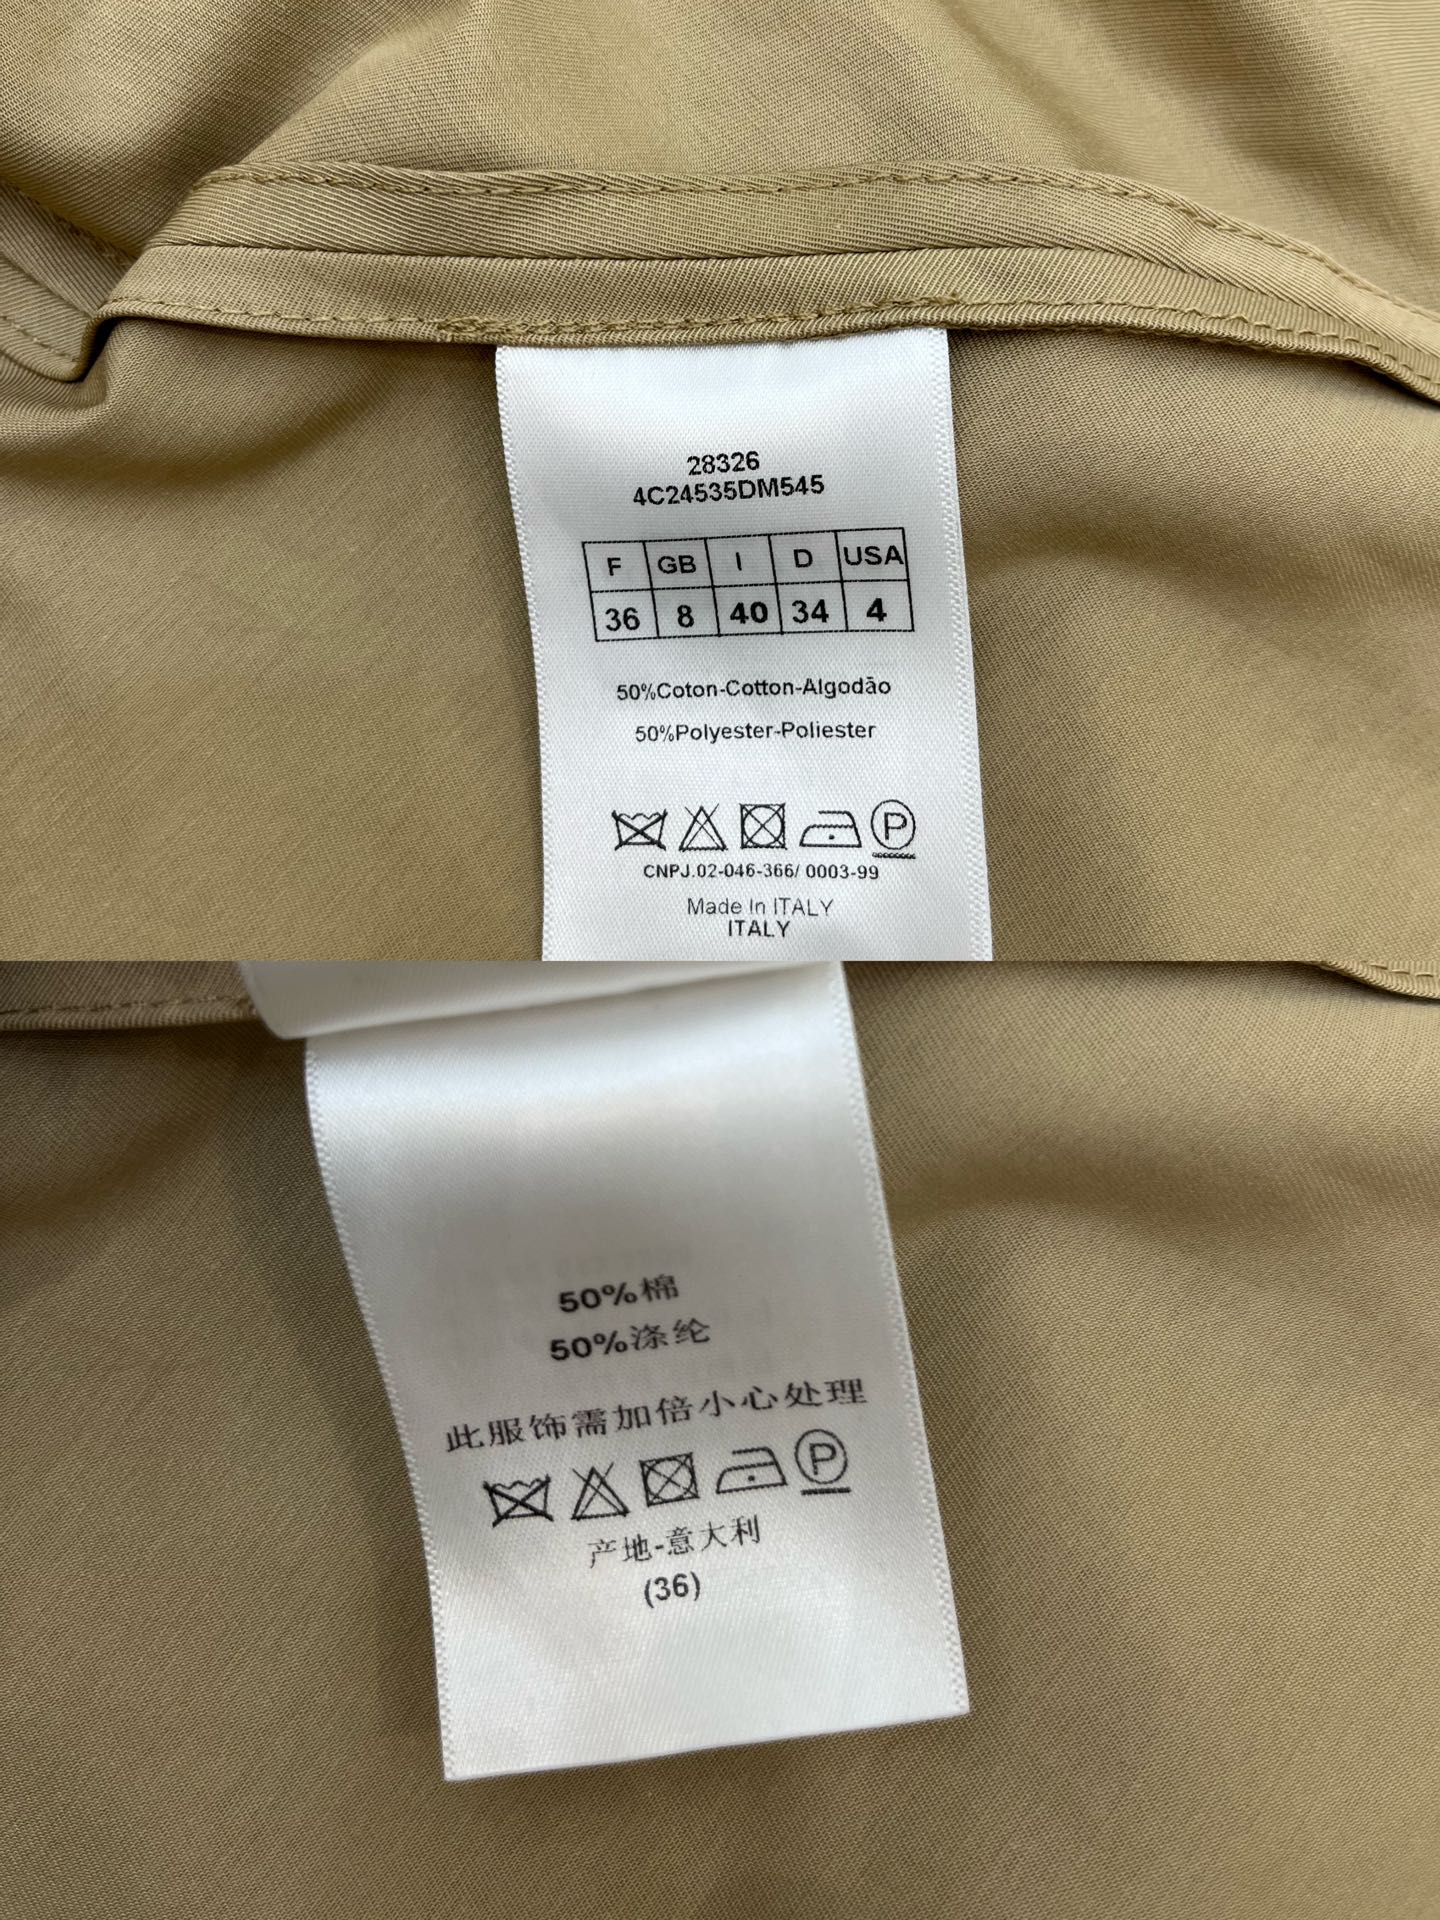 28326
4C24535DM545
F GB I D USA
36 8 40 34 4
50%Coton-Cotton-Algodão
50%Polyester-Poliester
P
CNPJ.02-046-366/ 0003-99
Made In ITALY
ITALY
50%棉
50%涤纶
此服饰需加倍小心处理
P
产地-意大利
(36)